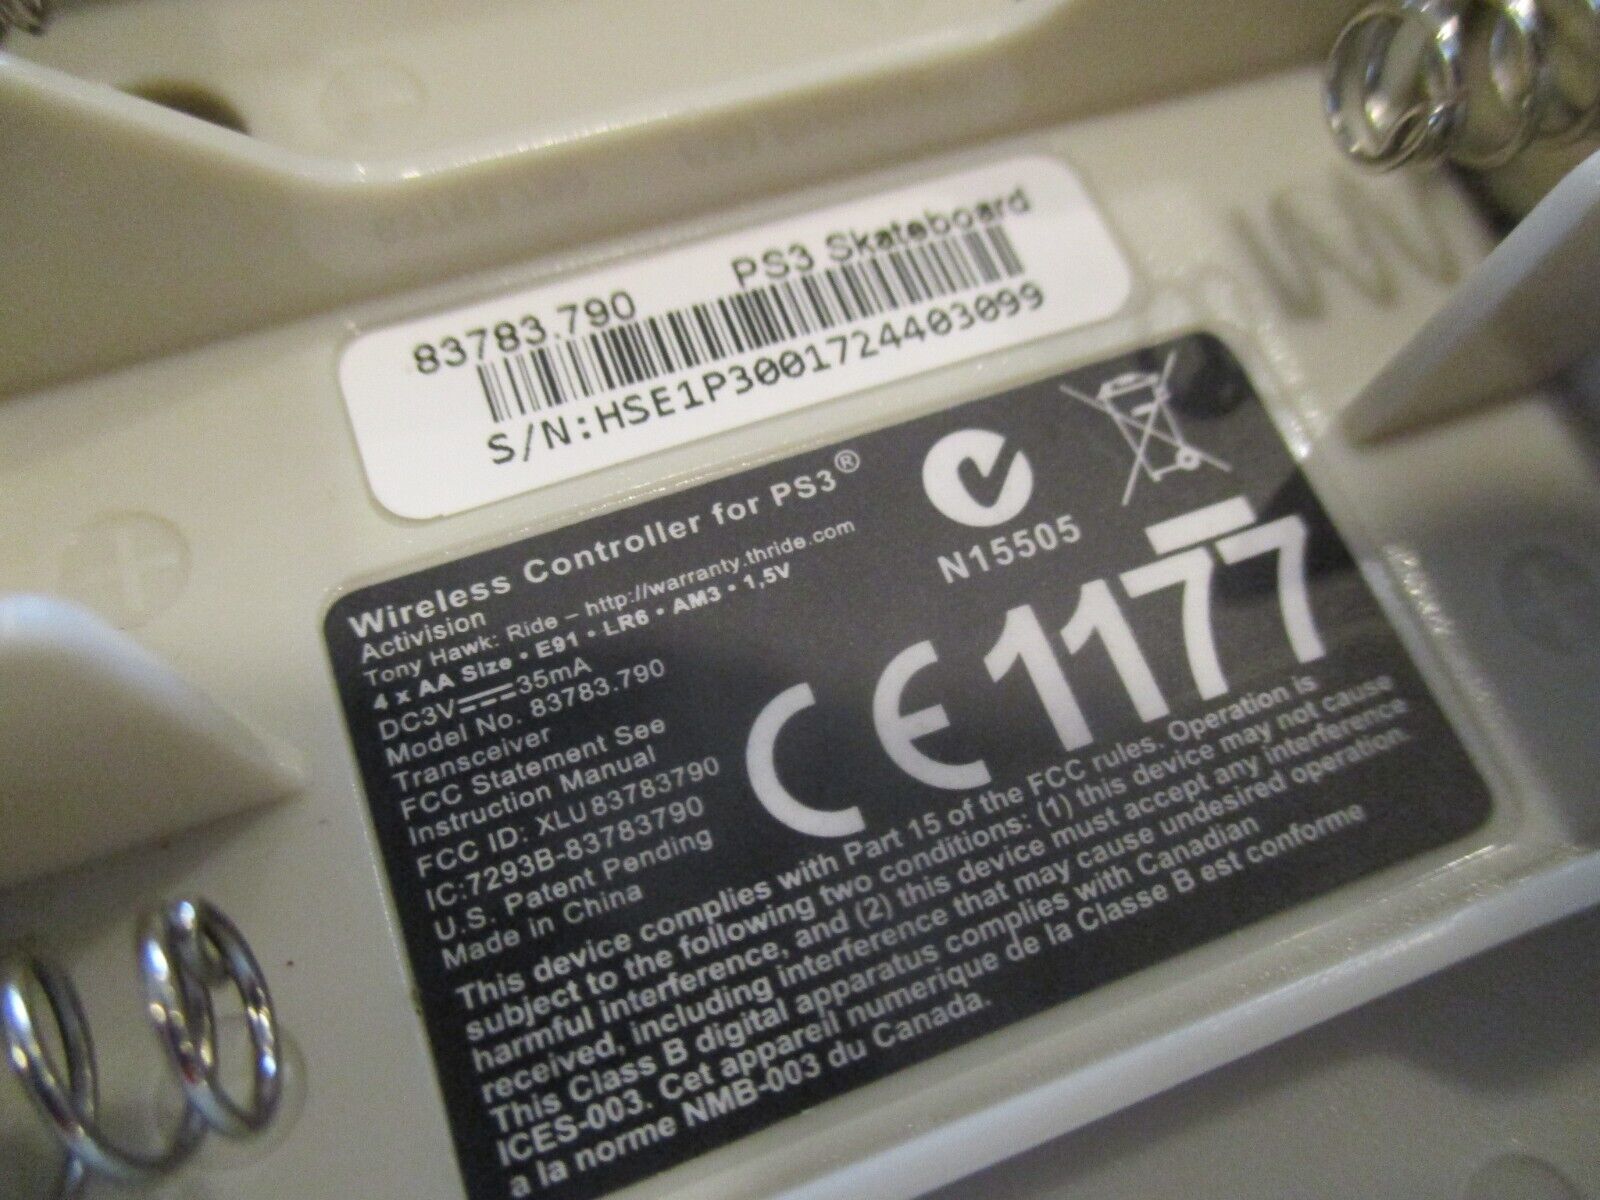 83783.790 PS3 Skateboard
S/N:HSE1P3001724403099
Wireless Controller for PS3®
Activision
Tony Hawk: Ride – http://warranty.thride.com
4 x AA Size • E91 • LR6 • AM3 • 1,5V
DC3V⎓35mA
Model No. 83783.790
Transceiver
FCC Statement See
Instruction Manual
FCC ID: XLU83783790
IC:7293B-83783790
U.S. Patent Pending
Made in China
N15505
CE1177
This device complies with Part 15 of the FCC rules. Operation is
subject to the following two conditions: (1) this device may not cause
harmful interference, and (2) this device must accept any interference
received, including interference that may cause undesired operation.
This Class B digital apparatus complies with Canadian
ICES-003. Cet appareil numerique de la Classe B est conforme
a la norme NMB-003 du Canada.